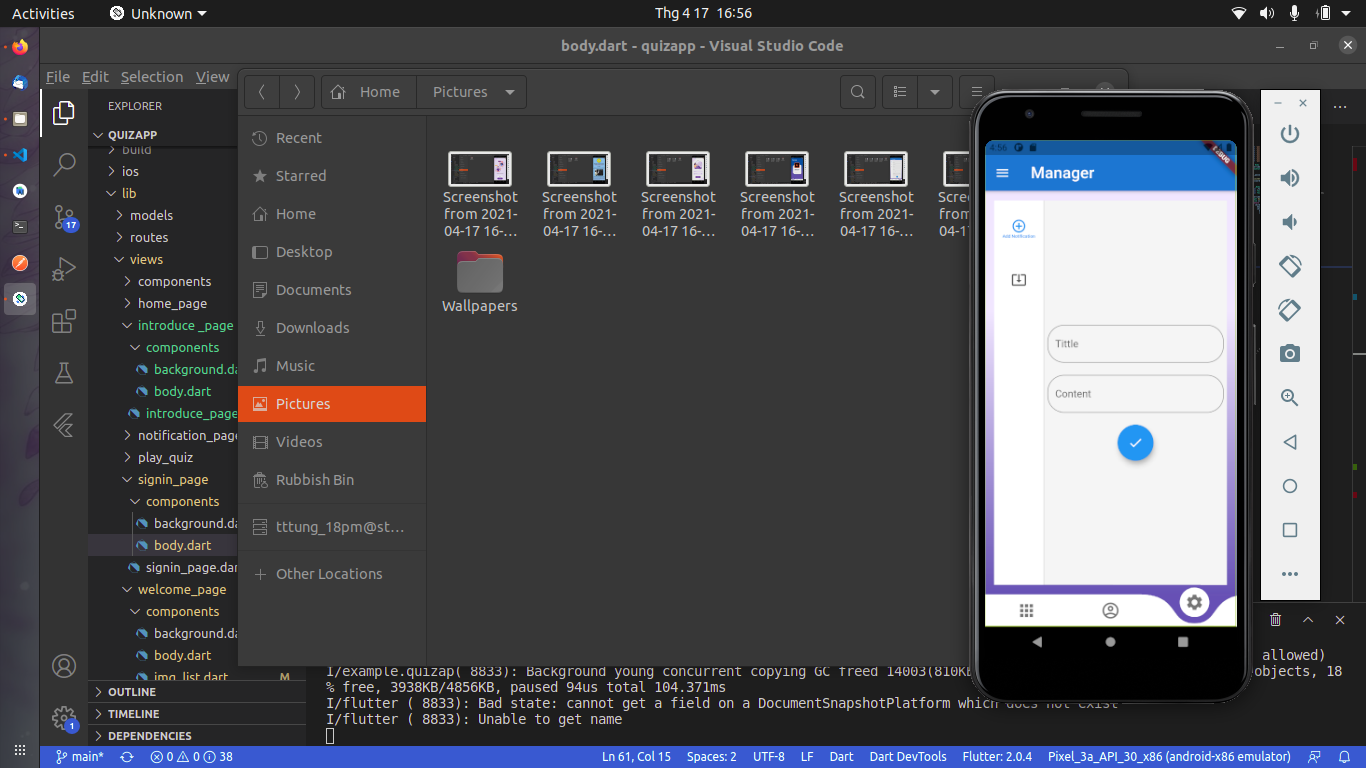 Activities
Unknown
Thg 4 17 16:56
body.dart - quizapp - Visual Studio Code
File Edit Selection View
EXPLORER
QUIZAPP
build
ios
lib
models
routes
views
components
home_page
introduce _page
components
background.da
body.dart
introduce_page
notification_page
play_quiz
signin_page
components
background.da
body.dart
signin_page.dar
welcome_page
components
background.da
body.dart
img_list.dart M
OUTLINE
TIMELINE
DEPENDENCIES
17
1
Home
Pictures
Recent
Starred
Home
Desktop
Documents
Downloads
Music
Pictures
Videos
Rubbish Bin
tttung_18pm@st...
Other Locations
Screenshot
from 2021-
04-17 16-...
Screenshot
from 2021-
04-17 16-...
Screenshot
from 2021-
04-17 16-...
Screenshot
from 2021-
04-17 16-...
Screenshot
from 2021-
04-17 16-...
Wallpapers
4:56
DEBUG
Manager
Add Notification
Tittle
Content
allowed)
I/example.quizap( 8833): Background young concurrent copying GC freed 14003(810KB
objects, 18
% free, 3938KB/4856KB, paused 94us total 104.371ms
I/flutter ( 8833): Bad state: cannot get a field on a DocumentSnapshotPlatform which does not exist
I/flutter ( 8833): Unable to get name
main*
0 0 38
Ln 61, Col 15
Spaces: 2
UTF-8
LF
Dart
Dart DevTools
Flutter: 2.0.4
Pixel_3a_API_30_x86 (android-x86 emulator)